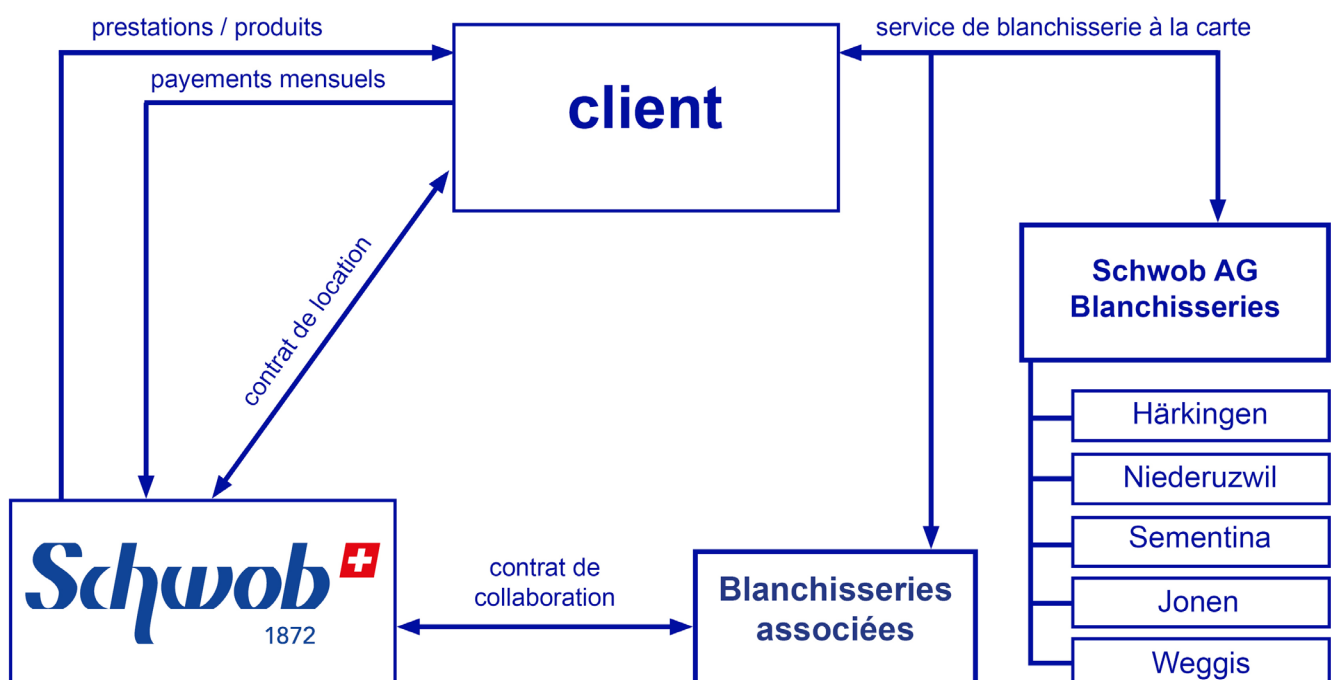 prestations / produits
service de blanchisserie à la carte
payements mensuels
client
contrat de location
Schwob AG
Blanchisseries
Härkingen
Niederuzwil
Sementina
Jonen
Weggis
Schwob
1872
contrat de
collaboration
Blanchisseries
associées